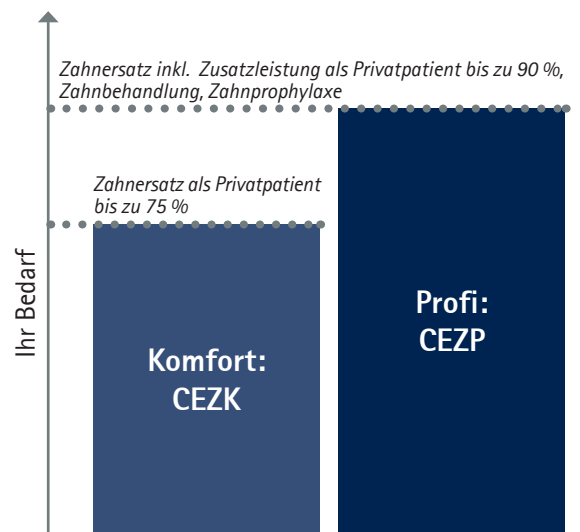 Zahnersatz inkl. Zusatzleistung als Privatpatient bis zu 90 %,
Zahnbehandlung, Zahnprophylaxe
Zahnersatz als Privatpatient
bis zu 75 %
Ihr Bedarf
Komfort:
CEZK
Profi:
CEZP